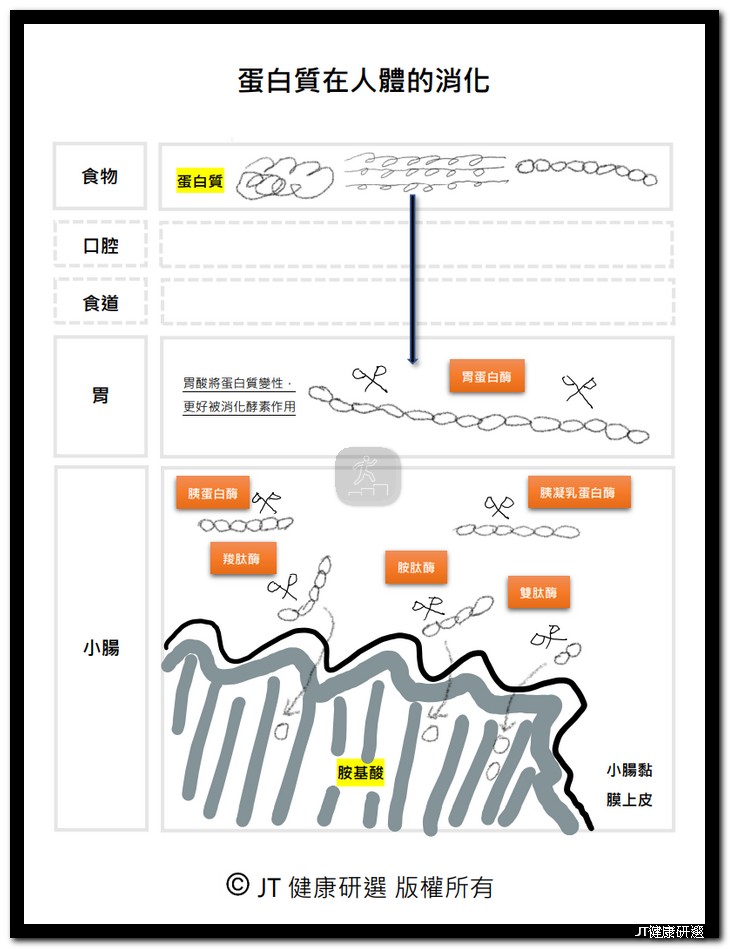 蛋白質在人體的消化
食物
蛋白質
口腔
食道
胃
胃酸將蛋白質變性，
更好被消化酵素作用
胃蛋白酶
小腸
胰蛋白酶
胰凝乳蛋白酶
羧肽酶
胺肽酶
雙肽酶
胺基酸
小腸黏
膜上皮
© JT 健康研選 版權所有
JT健康研選